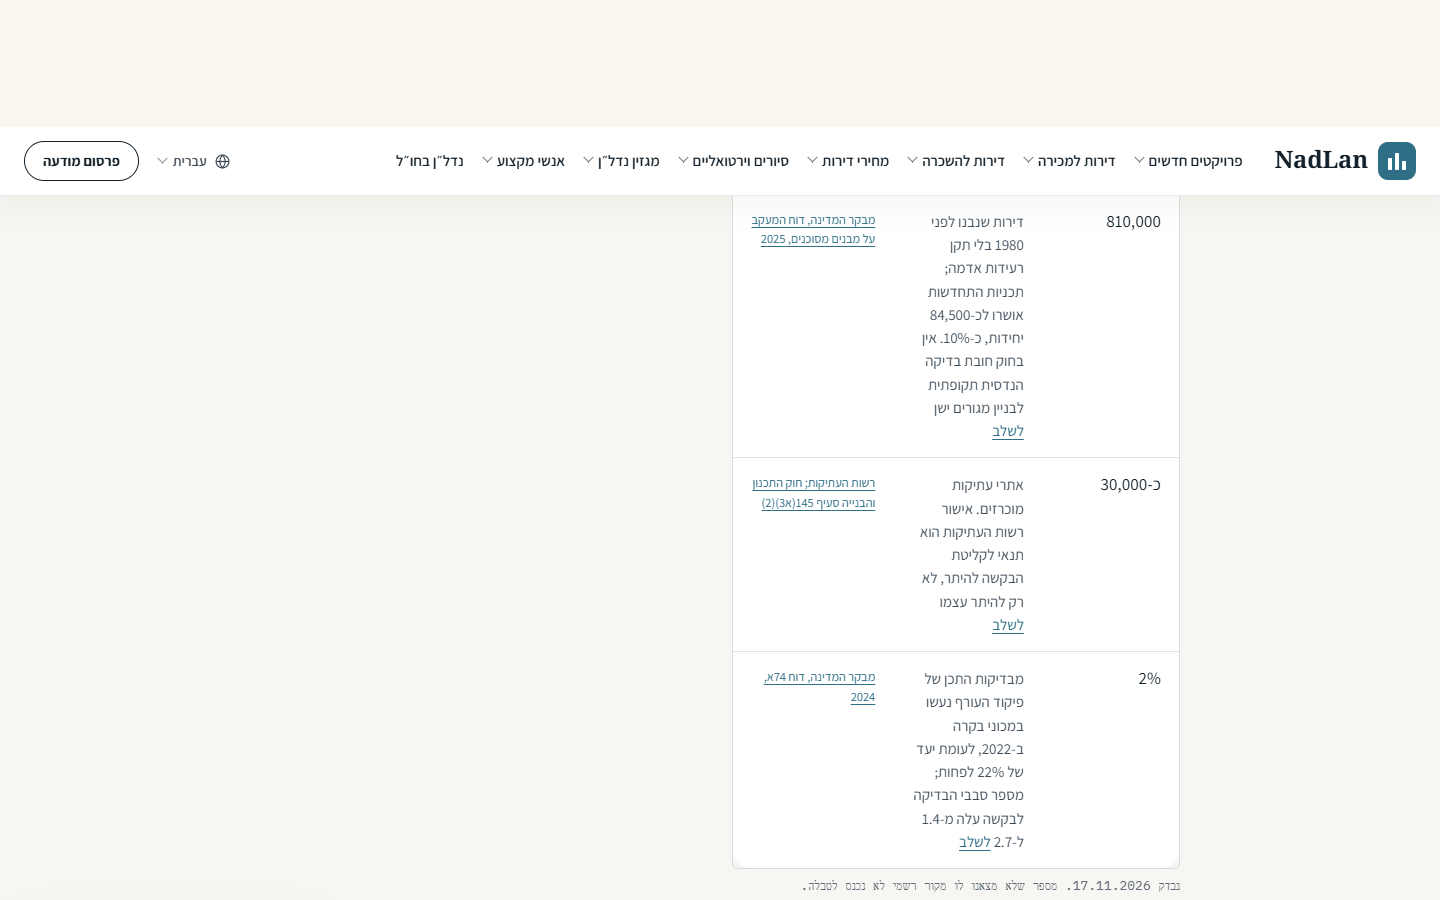 NadLan
פרויקטים חדשים
דירות למכירה
דירות להשכרה
מחירי דירות
סיורים וירטואליים
מגזין נדל״ן
אנשי מקצוע
נדל״ן בחו״ל
עברית
פרסום מודעה
810,000
דירות שנבנו לפני
1980 בלי תקן
רעידות אדמה;
תכניות התחדשות
אושרו לכ-84,500
יחידות, כ-10%. אין
בחוק חובת בדיקה
הנדסית תקופתית
לבניין מגורים ישן
לשלב
מבקר המדינה, דוח המעקב
על מבנים מסוכנים, 2025
כ-30,000
אתרי עתיקות
מוכרזים. אישור
רשות העתיקות הוא
תנאי לקליטת
הבקשה להיתר, לא
רק להיתר עצמו
לשלב
רשות העתיקות; חוק התכנון
והבנייה סעיף 145(א3)(2)
2%
מבדיקות התכן של
פיקוד העורף נעשו
במכוני בקרה
ב-2022, לעומת יעד
של 22% לפחות;
מספר סבבי הבדיקה
לבקשה עלה מ-1.4
ל-2.7 לשלב
מבקר המדינה, דוח 74א,
2024
נבדק 17.11.2026. מספר שלא מצאנו לו מקור רשמי לא נכנס לטבלה.